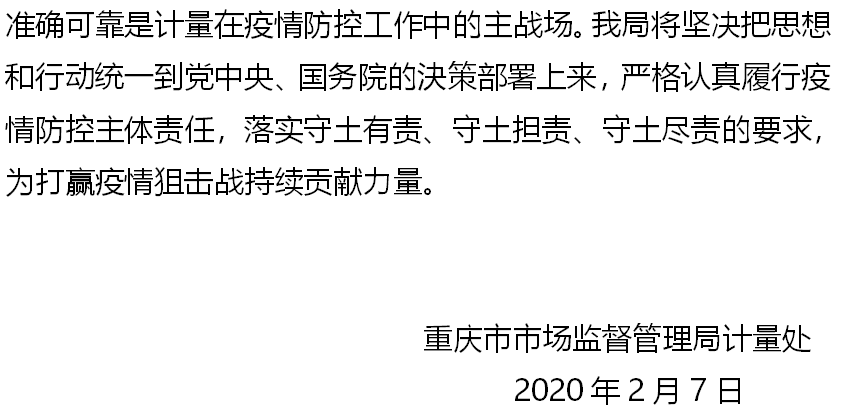 准确可靠是计量在疫情防控工作中的主战场。我局将坚决把思想
和行动统一到党中央、国务院的决策部署上来，严格认真履行疫
情防控主体责任，落实守土有责、守土担责、守土尽责的要求，
为打赢疫情狙击战持续贡献力量。
重庆市市场监督管理局计量处
2020 年 2 月 7 日